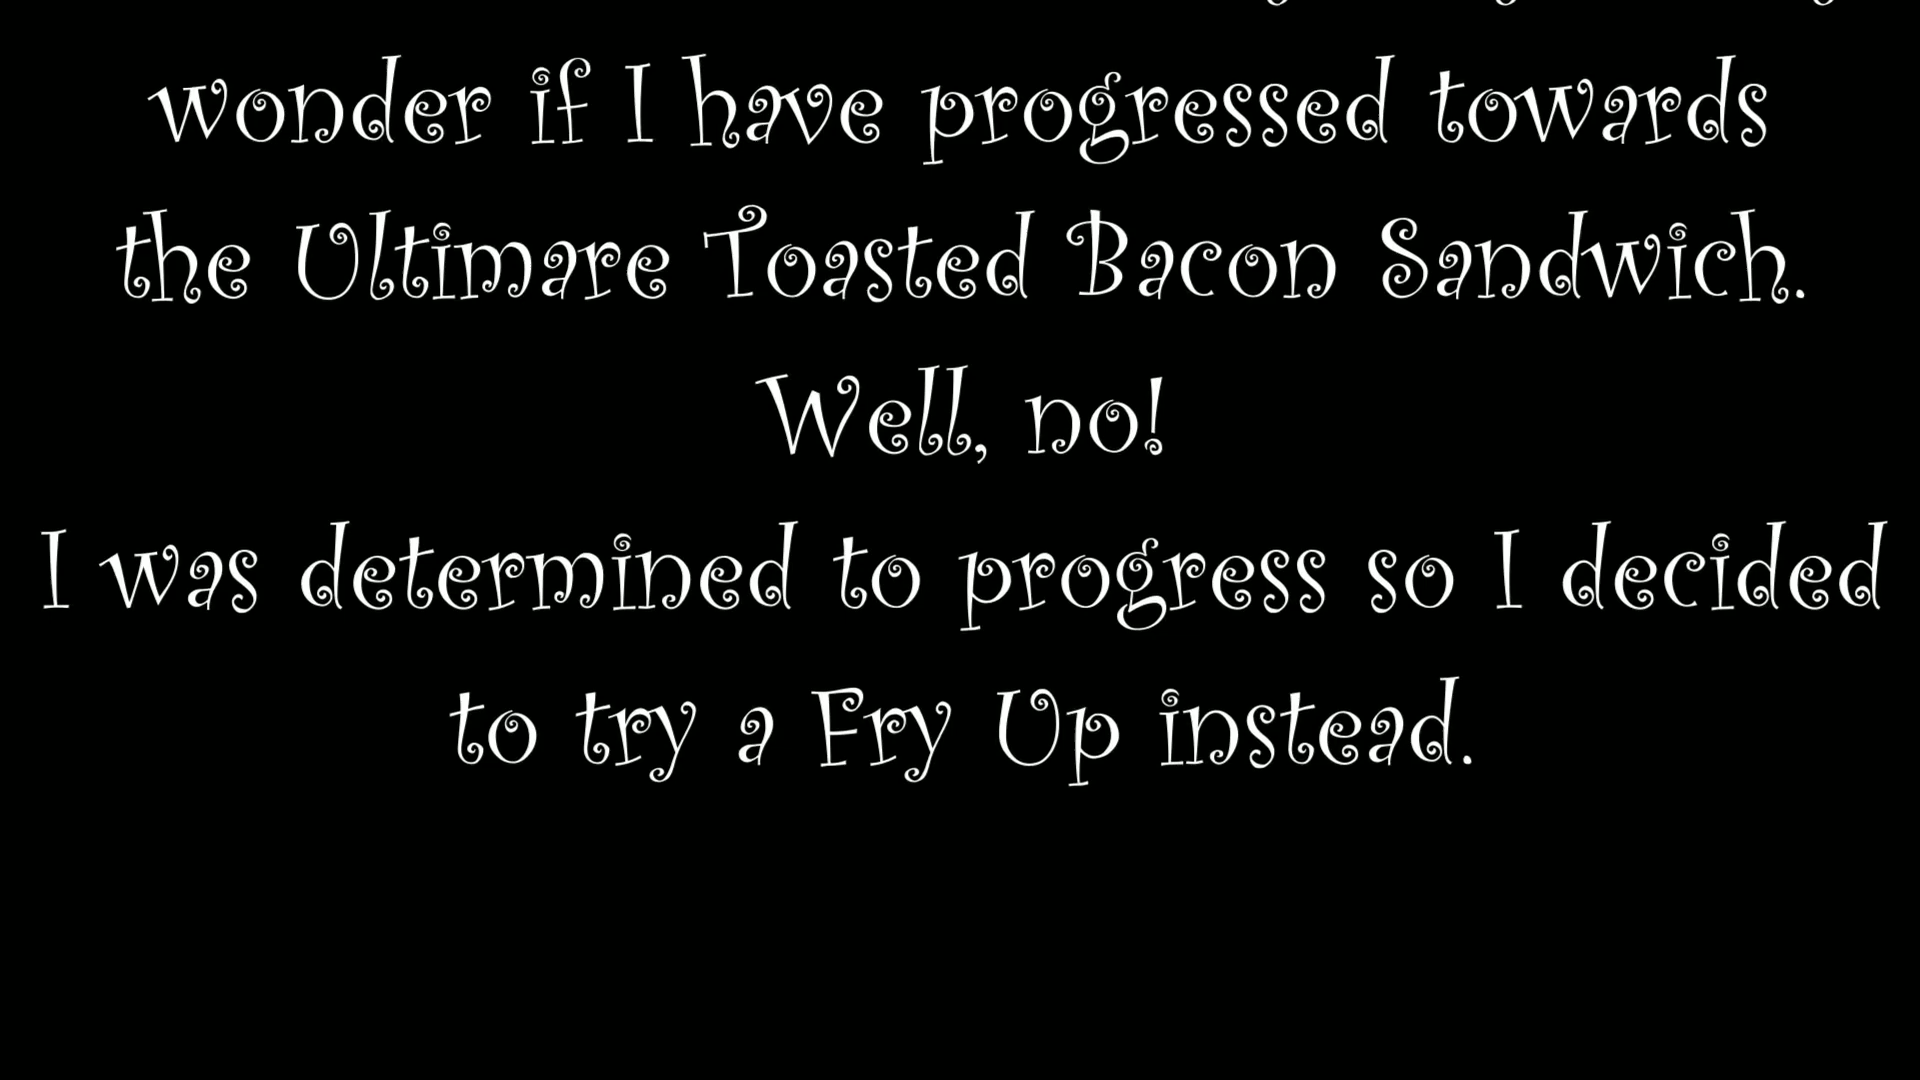 wonder if I have progressed towards
the Ultimare Toasted Bacon Sandwich.
Well, no!
I was determined to progress so I decided
to try a Fry Up instead.